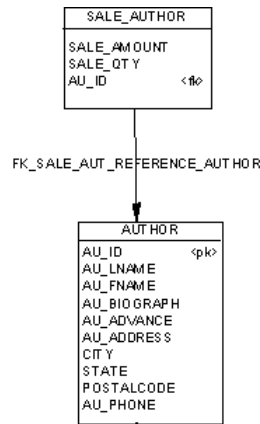 SALE_AUTHOR
SALE_AMOUNT
SALE_QTY
AU_ID <fk>
FK_SALE_AUT_REFERENCE_AUTHOR
AUTHOR
AU_ID <pk>
AU_LNAME
AU_FNAME
AU_BIOGRAPH
AU_ADVANCE
AU_ADDRESS
CITY
STATE
POSTALCODE
AU_PHONE